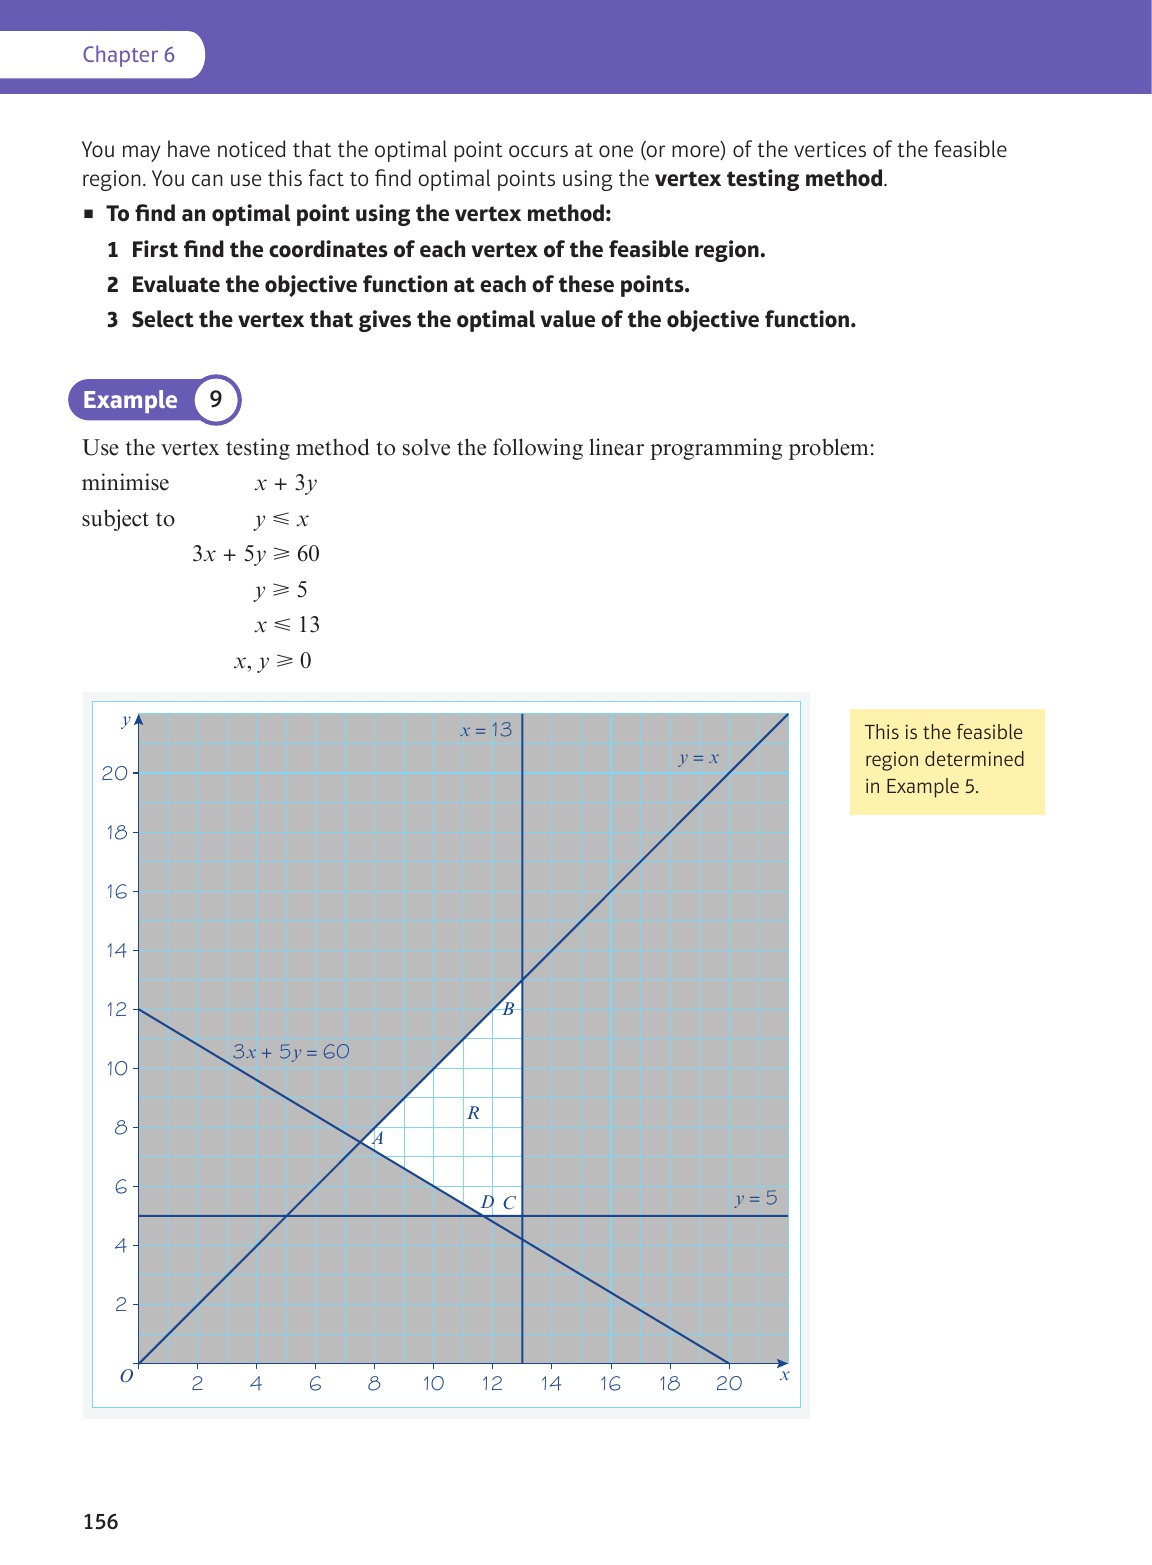 Chapter 6
You may have noticed that the optimal point occurs at one (or more) of the vertices of the feasible
region. You can use this fact to find optimal points using the vertex testing method.
■ To find an optimal point using the vertex method:
1 First find the coordinates of each vertex of the feasible region.
2 Evaluate the objective function at each of these points.
3 Select the vertex that gives the optimal value of the objective function.
Example 9
Use the vertex testing method to solve the following linear programming problem:
minimise x + 3y
subject to y ⩽ x
3x + 5y ⩾ 60
y ⩾ 5
x ⩽ 13
x, y ⩾ 0
y
x = 13
y = x
20
18
16
14
12
B
3x + 5y = 60
10
R
8
A
6
D C
y = 5
4
2
O
2 4 6 8 10 12 14 16 18 20
x
This is the feasible
region determined
in Example 5.
156